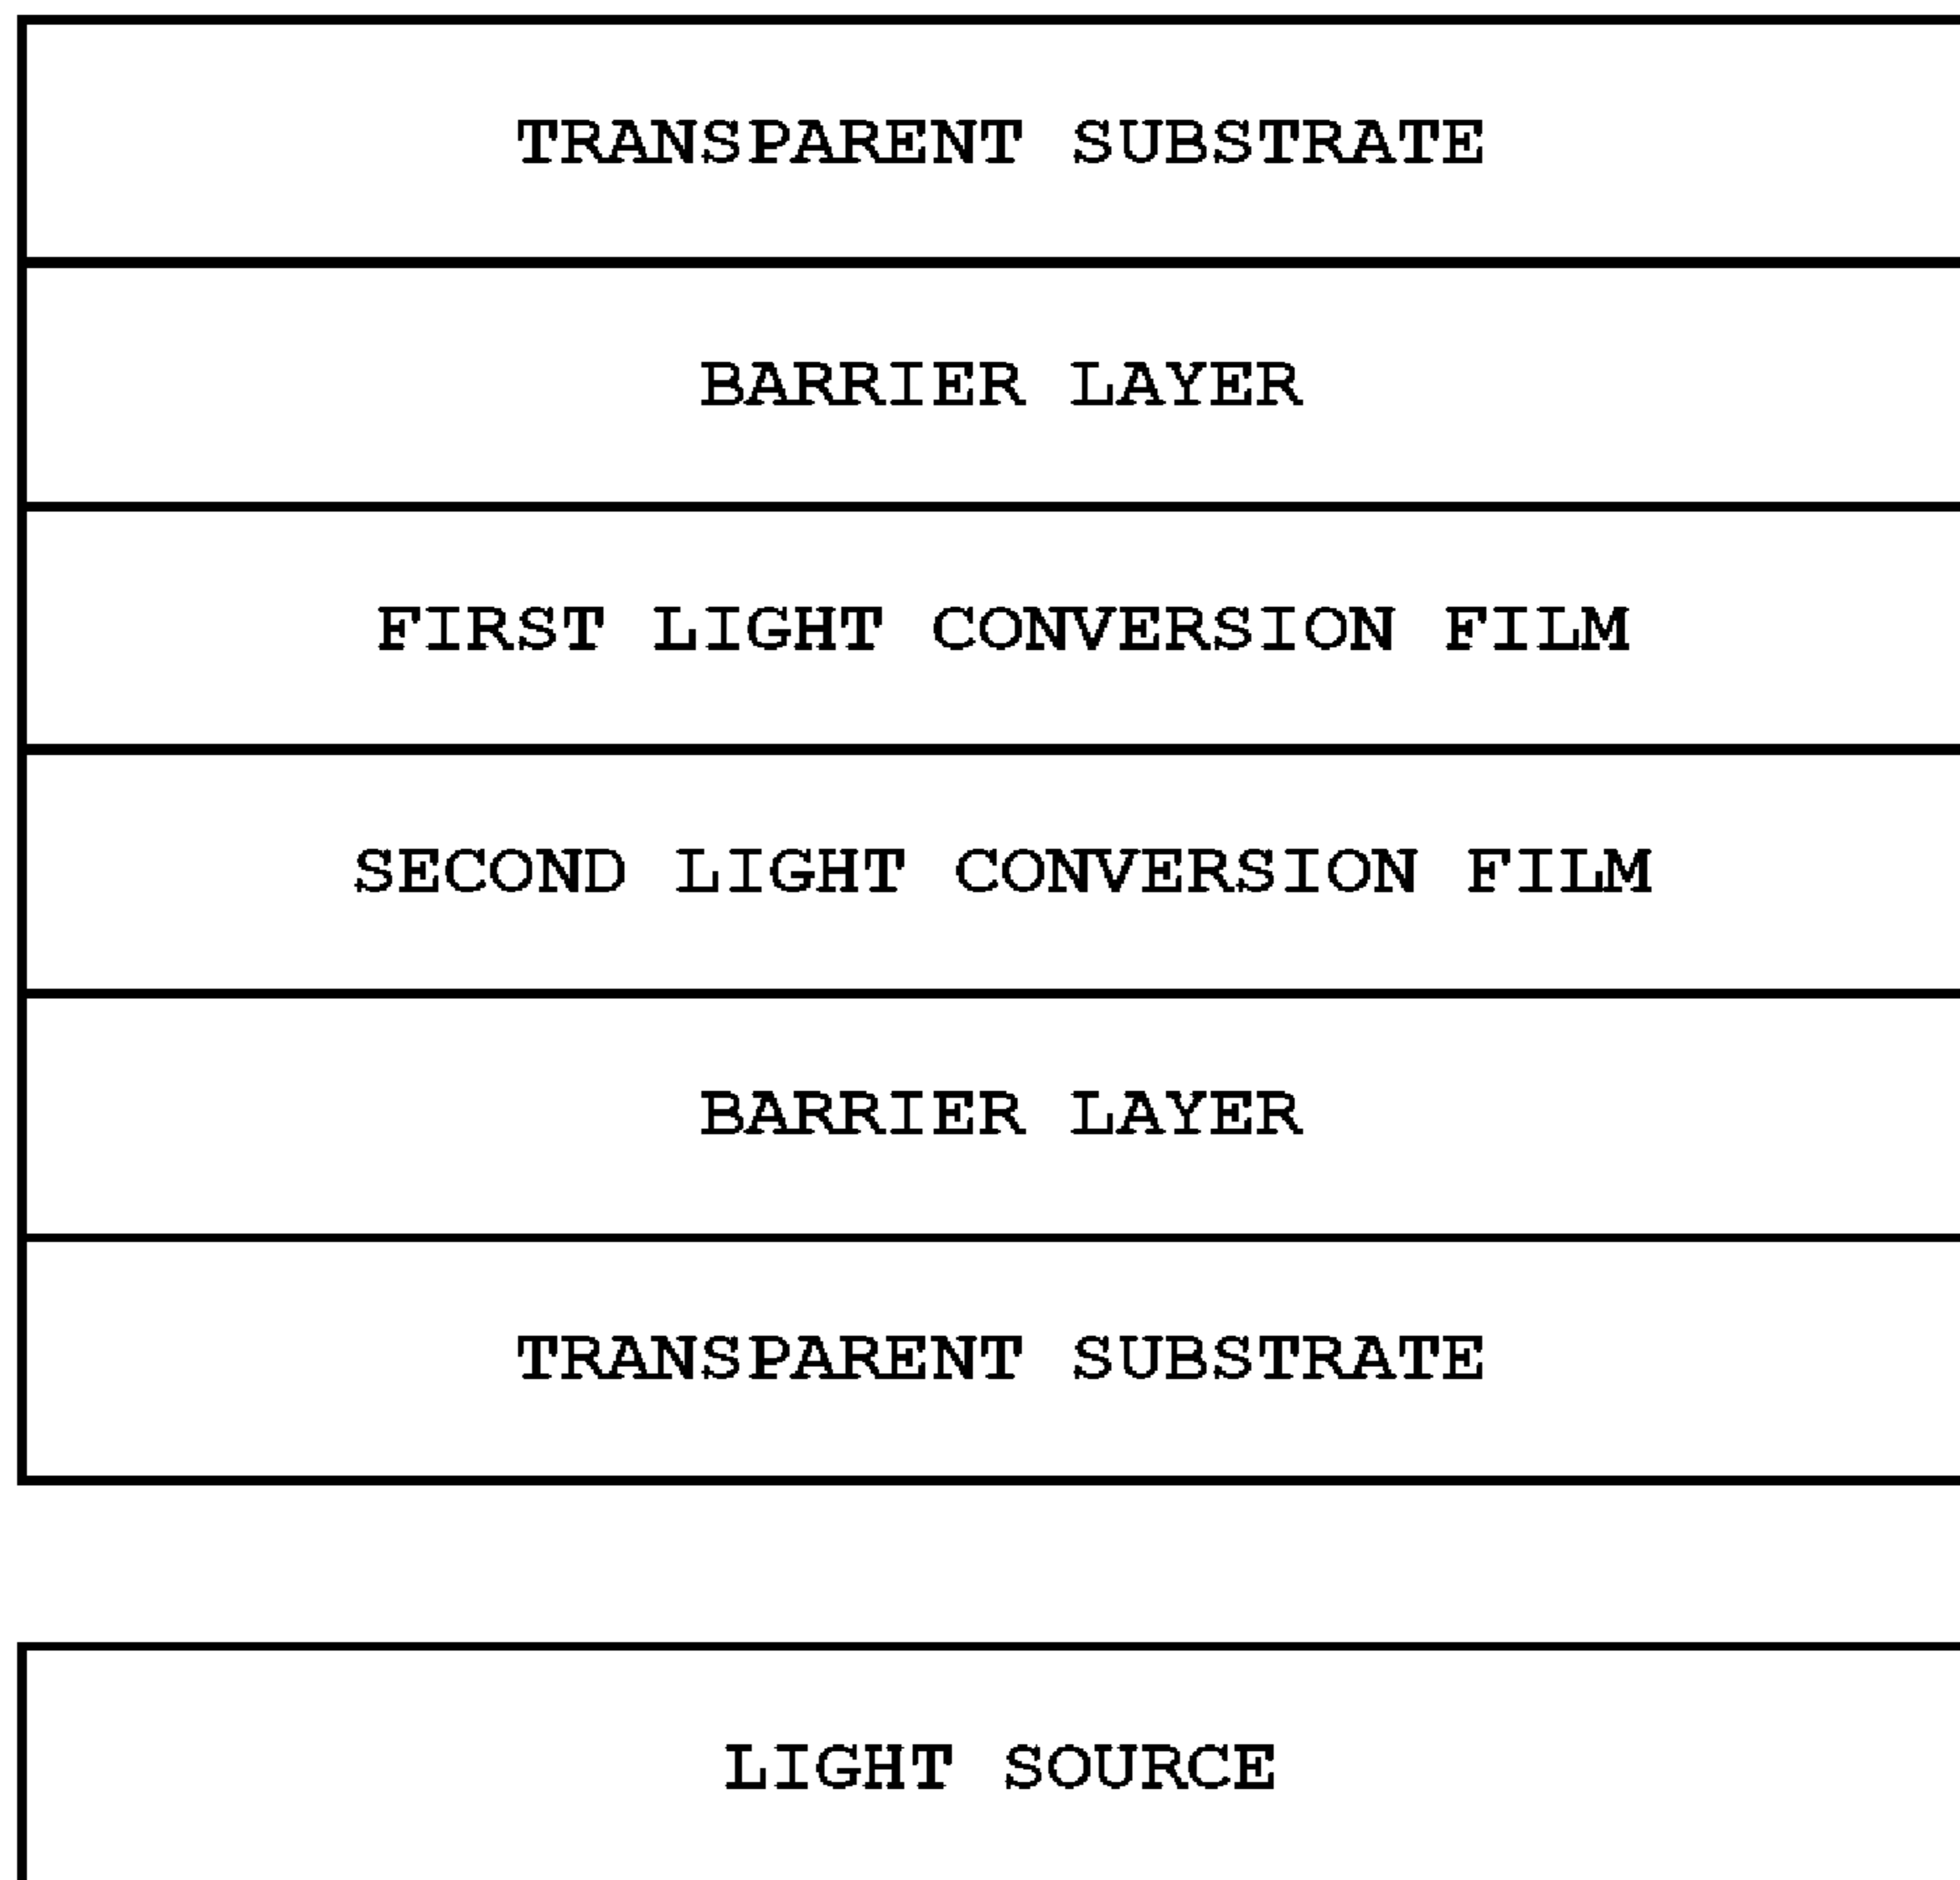 TRANSPARENT SUBSTRATE
BARRIER LAYER
FIRST LIGHT CONVERSION FILM
SECOND LIGHT CONVERSION FILM
BARRIER LAYER
TRANSPARENT SUBSTRATE
LIGHT SOURCE